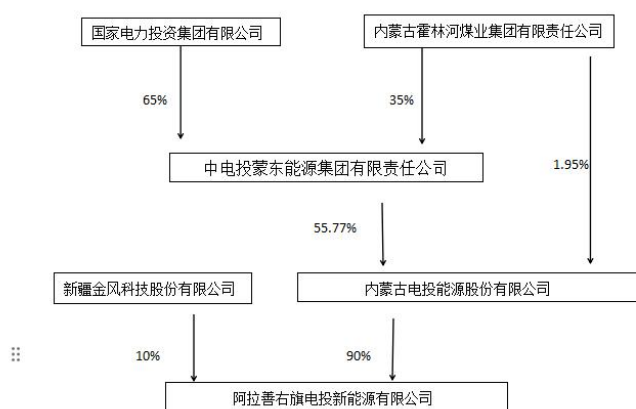 国家电力投资集团有限公司
内蒙古霍林河煤业集团有限责任公司
65%
35%
中电投蒙东能源集团有限责任公司
1.95%
55.77%
新疆金风科技股份有限公司
内蒙古电投能源股份有限公司
10%
90%
阿拉善右旗电投新能源有限公司